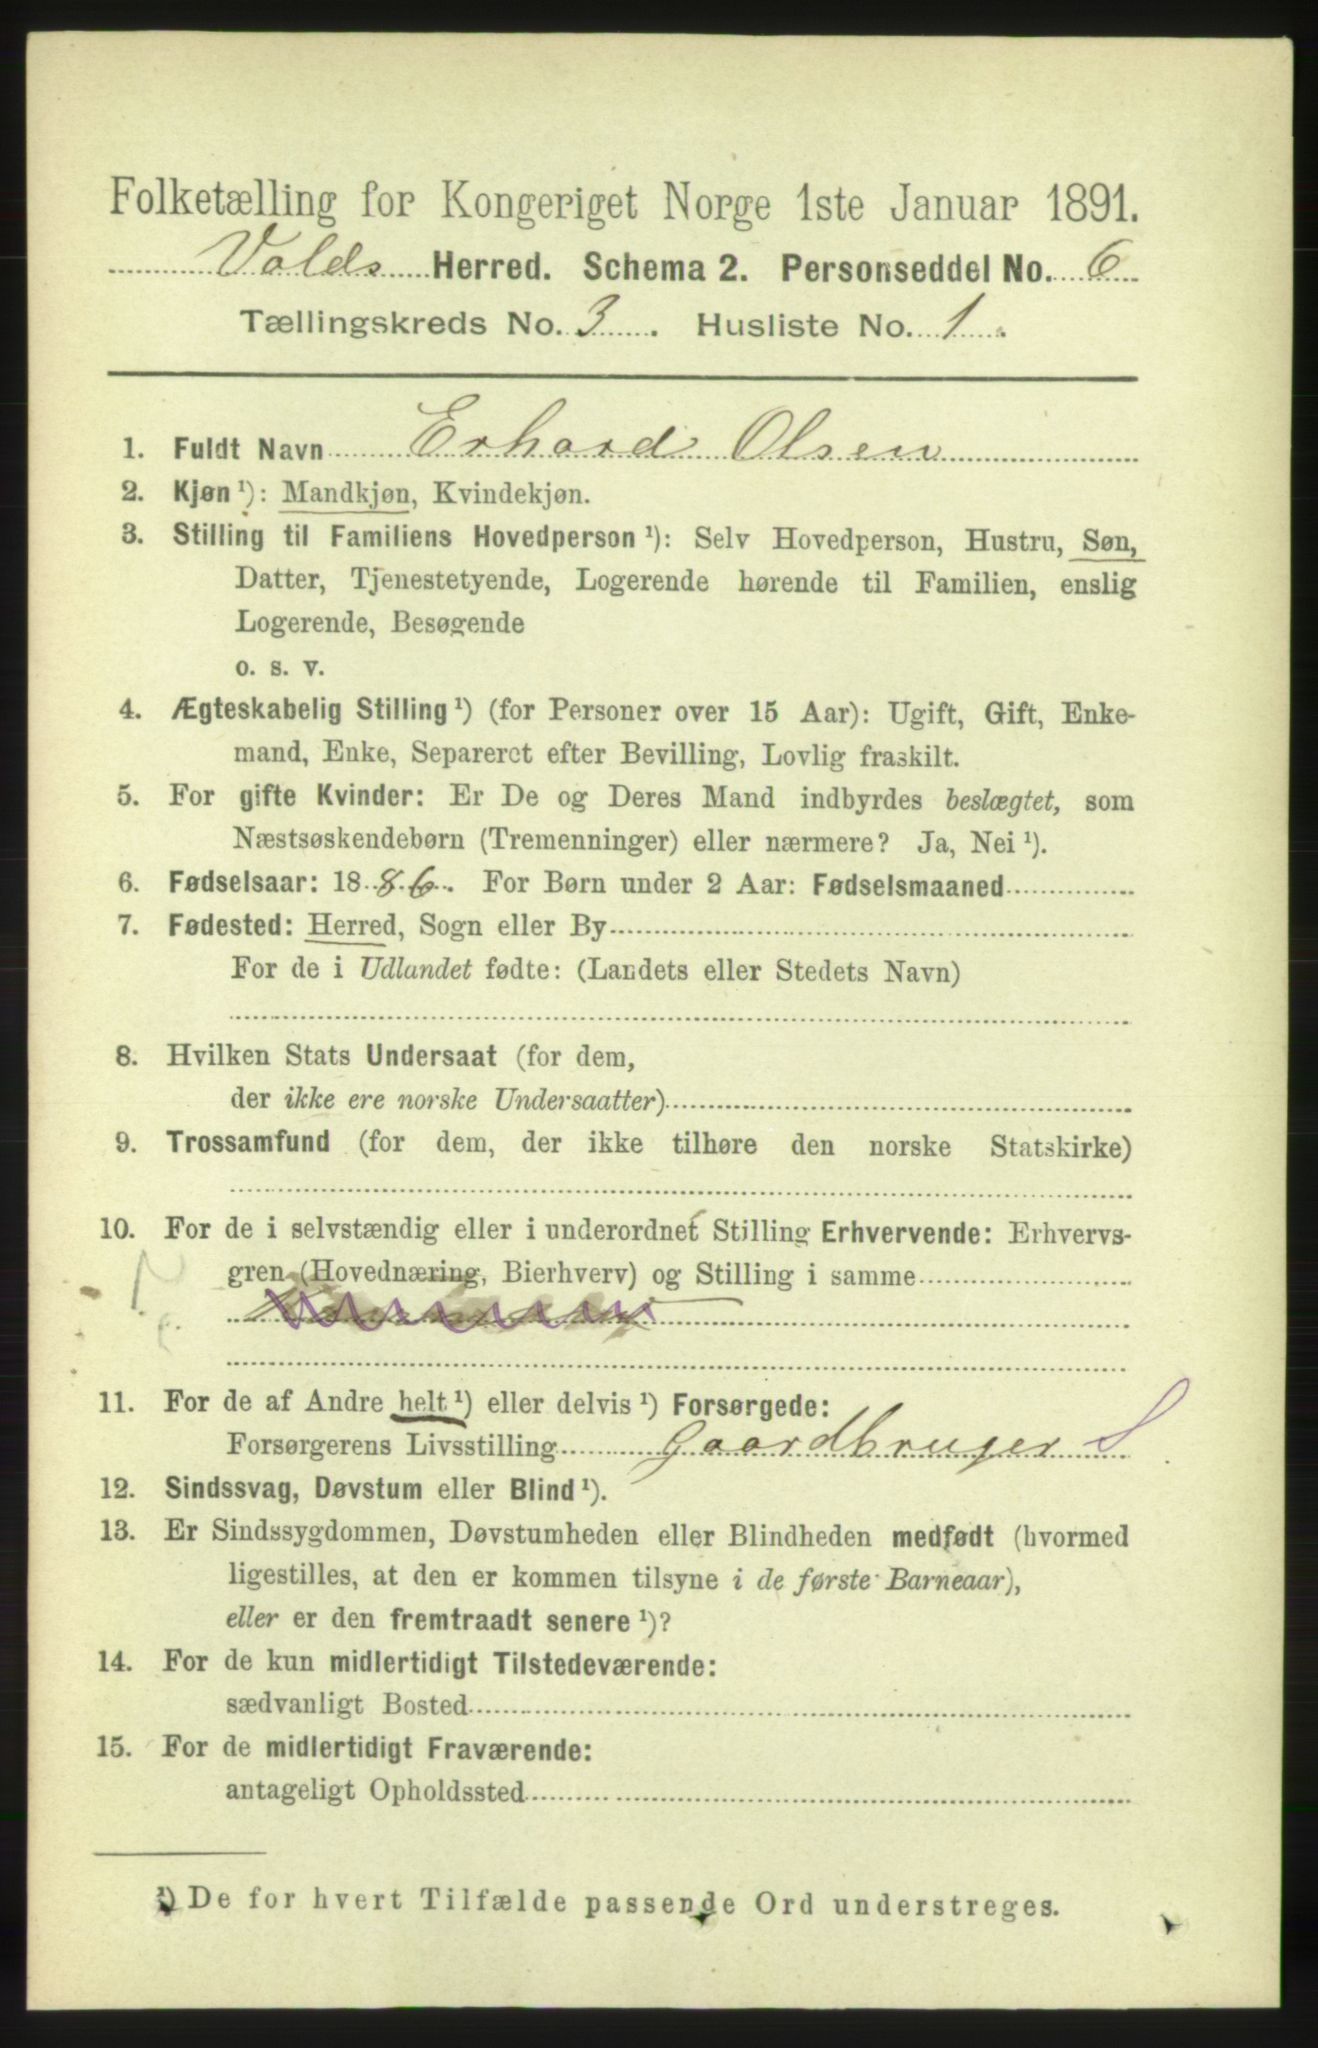 Folketælling for Kongeriget Norge 1ste Januar 1891.
Volds Herred. Schema 2. Personseddel No. 6
Tællingskreds No. 3. Husliste No. 1.
1. Fuldt Navn Erhard Olsen
2. Kjøn ¹): Mandkjøn, Kvindekjøn.
3. Stilling til Familiens Hovedperson ¹): Selv Hovedperson, Hustru, Søn,
Datter, Tjenestetyende, Logerende hørende til Familien, enslig
Logerende, Besøgende
o. s. v.
4. Ægteskabelig Stilling ¹) (for Personer over 15 Aar): Ugift, Gift, Enke-
mand, Enke, Separeret efter Bevilling, Lovlig fraskilt.
5. For gifte Kvinder: Er De og Deres Mand indbyrdes beslægtet, som
Næstsøskendebørn (Tremenninger) eller nærmere? Ja, Nei ¹).
6. Fødselsaar: 1886. For Børn under 2 Aar: Fødselsmaaned
7. Fødested: Herred, Sogn eller By
For de i Udlandet fødte: (Landets eller Stedets Navn)
8. Hvilken Stats Undersaat (for dem,
der ikke ere norske Undersaatter)
9. Trossamfund (for dem, der ikke tilhøre den norske Statskirke)
10. For de i selvstændig eller i underordnet Stilling Erhvervende: Erhvervs-
gren (Hovednæring, Bierhverv) og Stilling i samme
11. For de af Andre helt ¹) eller delvis ¹) Forsørgede:
Forsørgerens Livsstilling Gaardbruger S
12. Sindssvag, Døvstum eller Blind ¹).
13. Er Sindssygdommen, Døvstumheden eller Blindheden medfødt (hvormed
ligestilles, at den er kommen tilsyne i de første Barneaar),
eller er den fremtraadt senere ¹)?
14. For de kun midlertidigt Tilstedeværende:
sædvanligt Bosted
15. For de midlertidigt Fraværende:
antageligt Opholdssted
¹) De for hvert Tilfælde passende Ord understreges.